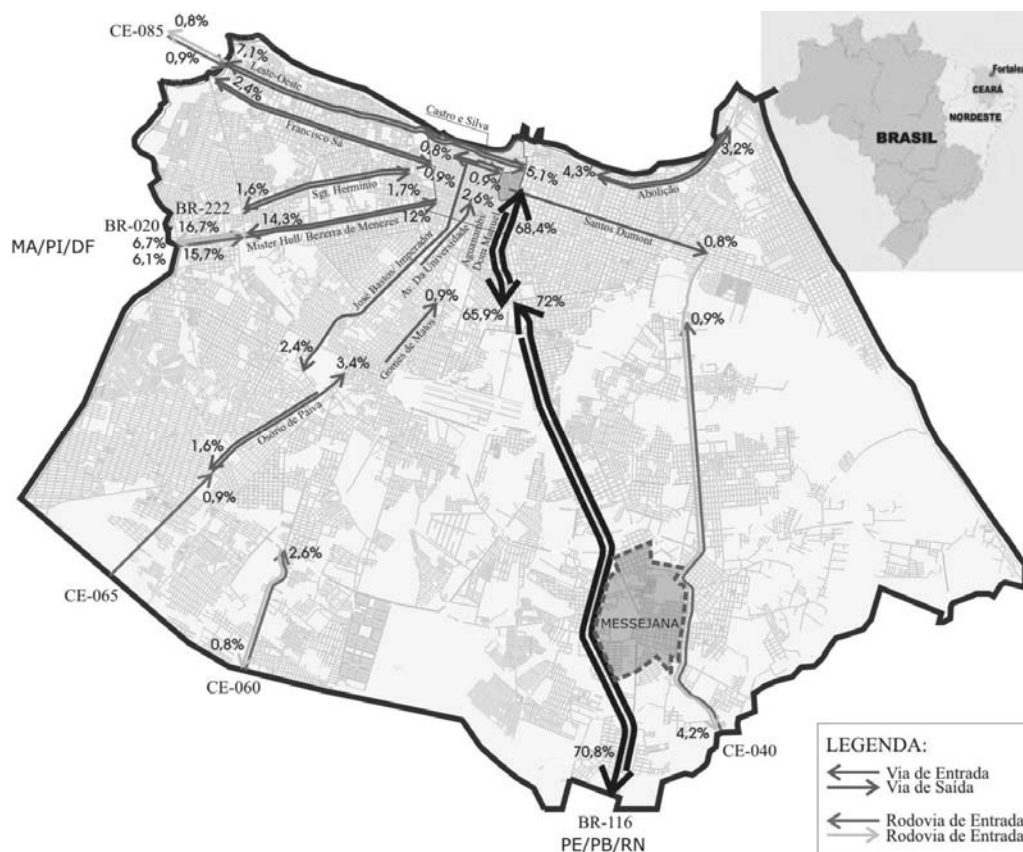 0,8%
CE-085
0,9%
7,1%
Leste-Oeste
2,4%
Francisco Sá
Castro e Silva
0,8%
0,9%
0,9%
5,1%
4,3%
Abolição
3,2%
1,6%
Sgt. Hermínio
1,7%
2,6%
BR-222
BR-020
16,7%
14,3%
12%
Mister Hull/ Bezerra de Menezes
MA/PI/DF
6,7%
6,1%
15,7%
José Bastos/ Imperador
Av. Da Universidade
Aguanambi/
Dom Manuel
68,4%
Santos Dumont
0,8%
0,9%
65,9%
72%
0,9%
Gomes de Matos
2,4%
3,4%
Osório de Paiva
1,6%
0,9%
CE-065
2,6%
0,8%
CE-060
MESSEJANA
4,2%
CE-040
70,8%
BR-116
PE/PB/RN
Fortaleza
CEARÁ
NORDESTE
BRASIL
LEGENDA:
Via de Entrada
Via de Saída
Rodovia de Entrada
Rodovia de Entrada